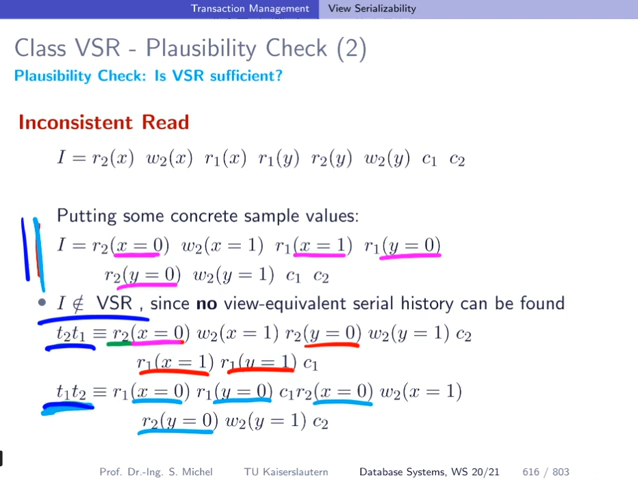 Transaction Management View Serializability
Class VSR - Plausibility Check (2)
Plausibility Check: Is VSR sufficient?
Inconsistent Read
I = r₂(x) w₂(x) r₁(x) r₁(y) r₂(y) w₂(y) c₁ c₂
Putting some concrete sample values:
I = r₂(x = 0) w₂(x = 1) r₁(x = 1) r₁(y = 0)
r₂(y = 0) w₂(y = 1) c₁ c₂
• I ∉ VSR , since no view-equivalent serial history can be found
t₂t₁ ≡ r₂(x = 0) w₂(x = 1) r₂(y = 0) w₂(y = 1) c₂
r₁(x = 1) r₁(y = 1) c₁
t₁t₂ ≡ r₁(x = 0) r₁(y = 0) c₁r₂(x = 0) w₂(x = 1)
r₂(y = 0) w₂(y = 1) c₂
Prof. Dr.-Ing. S. Michel TU Kaiserslautern Database Systems, WS 20/21 616 / 803